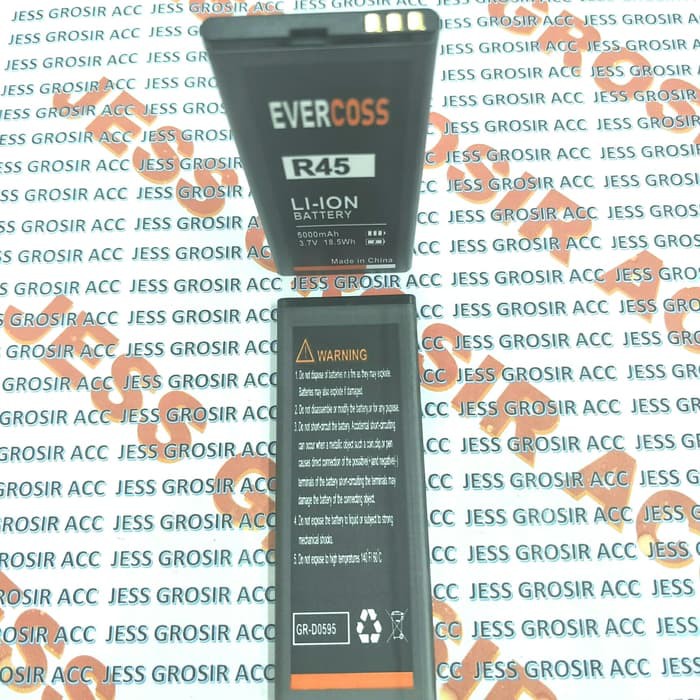 EVERCOSS
R45
LI-ION
BATTERY
5000mAh
3.7V 18.5Wh
Made in China
WARNING
1. Do not dispose of batteries in a fire as they may explode.
Batteries may also explode if damaged.
2. Do not disassemble or modify the battery,or for any pupose.
3. Do not short-circuit the battery. Accidental short-circuiting
can occur when a metallic object such a coin,clip,or pen
causes direct connection of the positive(+)and negative(-)
terminals of the battery short-circuiting the terminals may
damage the battery of the connecting object.
4. Do not expose the battery to liquid or subject to strong
mechanical shocks.
5. Do not expose to high temperatures 140°F/ 60°C
GR-D0595
JESS GROSIR ACC